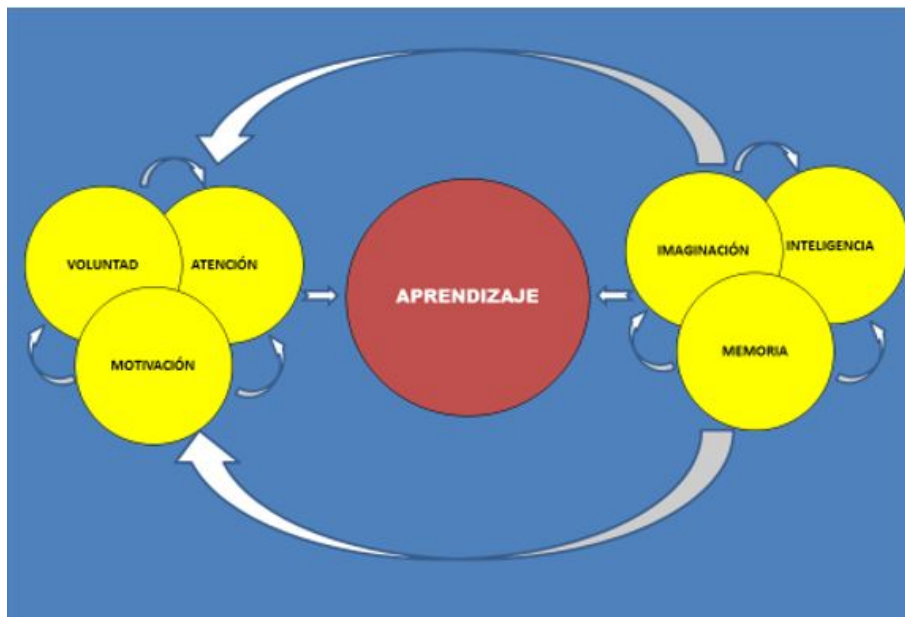 VOLUNTAD
ATENCIÓN
MOTIVACIÓN
APRENDIZAJE
IMAGINACIÓN
INTELIGENCIA
MEMORIA